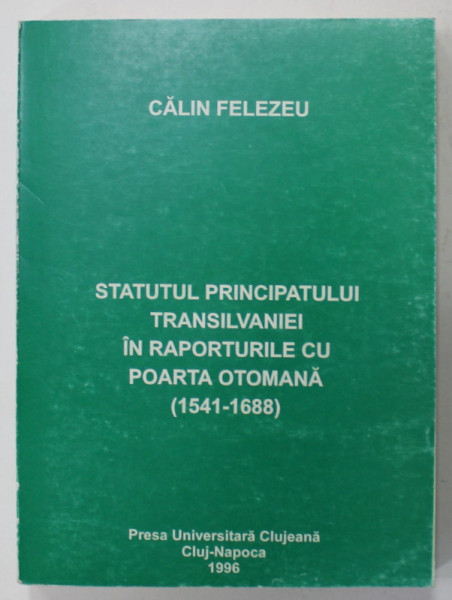 CĂLIN FELEZEU
STATUTUL PRINCIPATULUI
TRANSILVANIEI
ÎN RAPORTURILE CU
POARTA OTOMANĂ
(1541-1688)
Presa Universitară Clujeană
Cluj-Napoca
1996